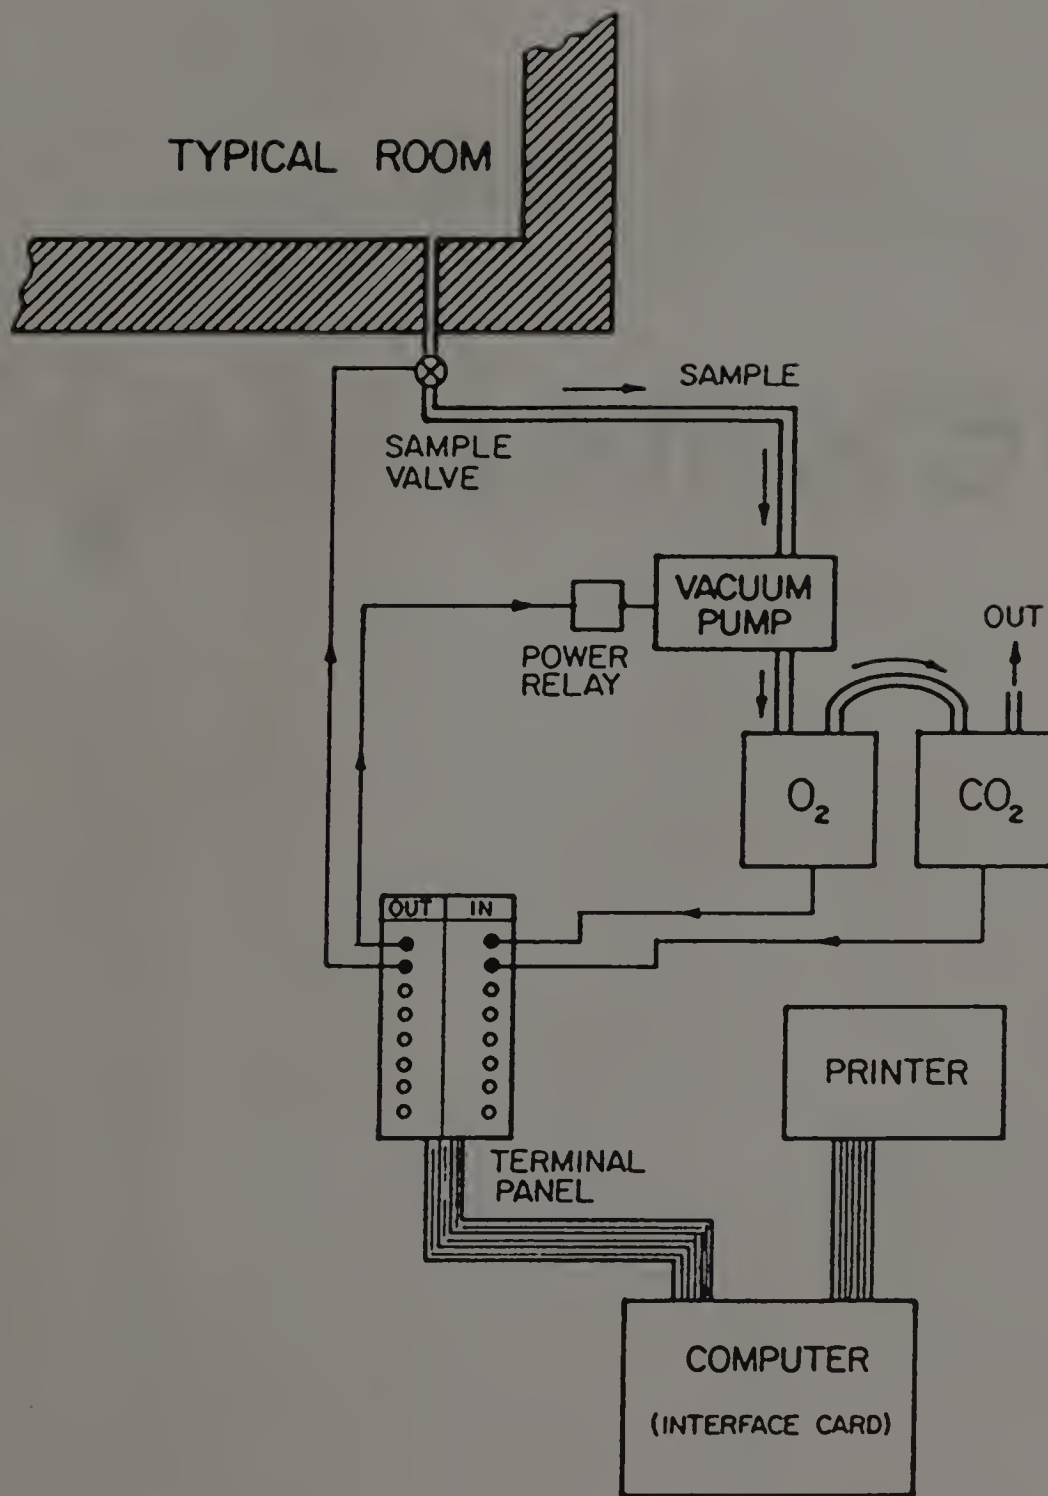 TYPICAL ROOM
SAMPLE
SAMPLE
VALVE
VACUUM
PUMP
OUT
POWER
RELAY
O₂
CO₂
OUT
IN
PRINTER
TERMINAL
PANEL
COMPUTER
(INTERFACE CARD)